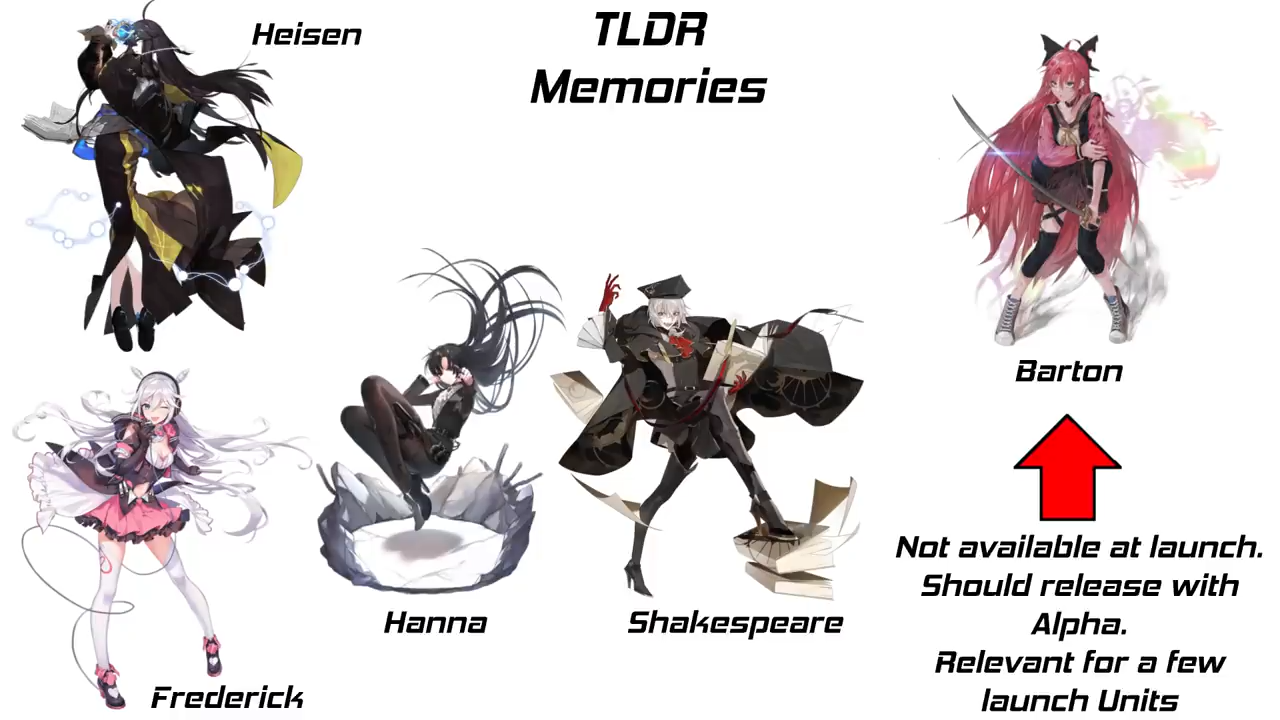 TLDR
Memories
Heisen
Barton
Hanna
Shakespeare
Frederick
Not available at launch.
Should release with
Alpha.
Relevant for a few
launch Units